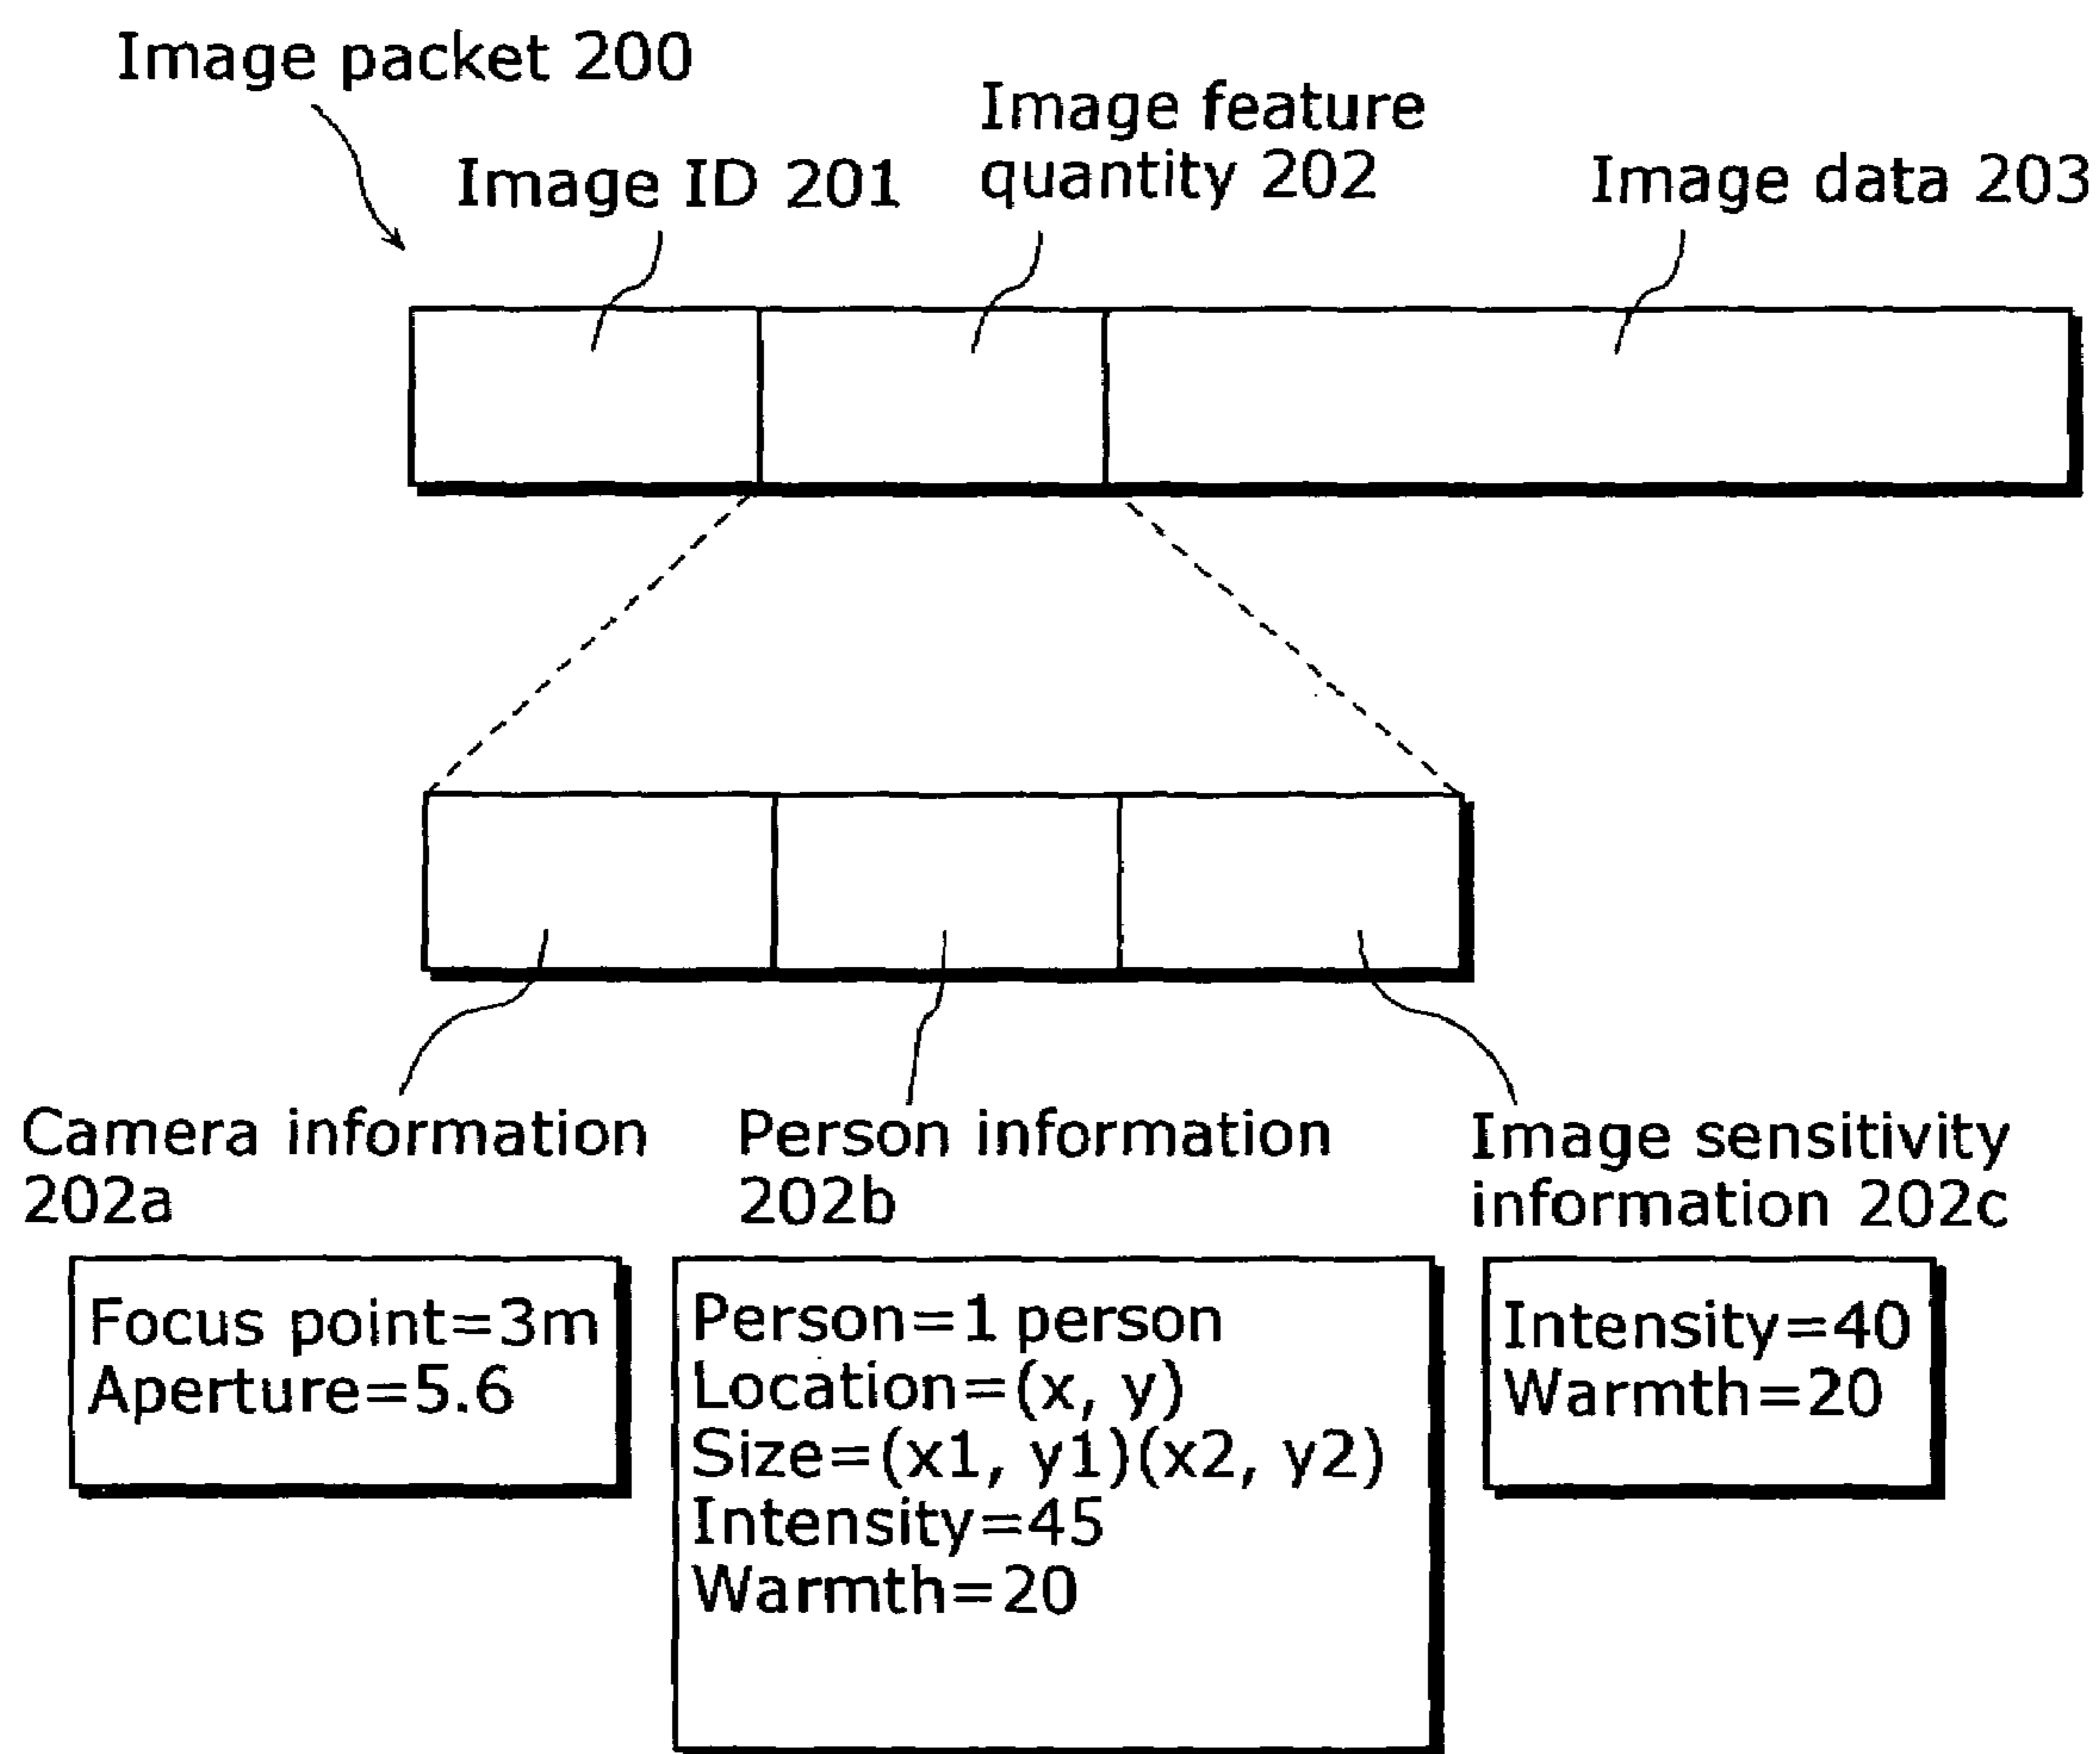 Image packet 200
Image ID 201
Image feature
quantity 202
Image data 203
Camera information
202a
Person information
202b
Image sensitivity
information 202c
Focus point=3m
Aperture=5.6
Person=1 person
Location=(x, y)
Size=(x1, y1)(x2, y2)
Intensity=45
Warmth=20
Intensity=40
Warmth=20